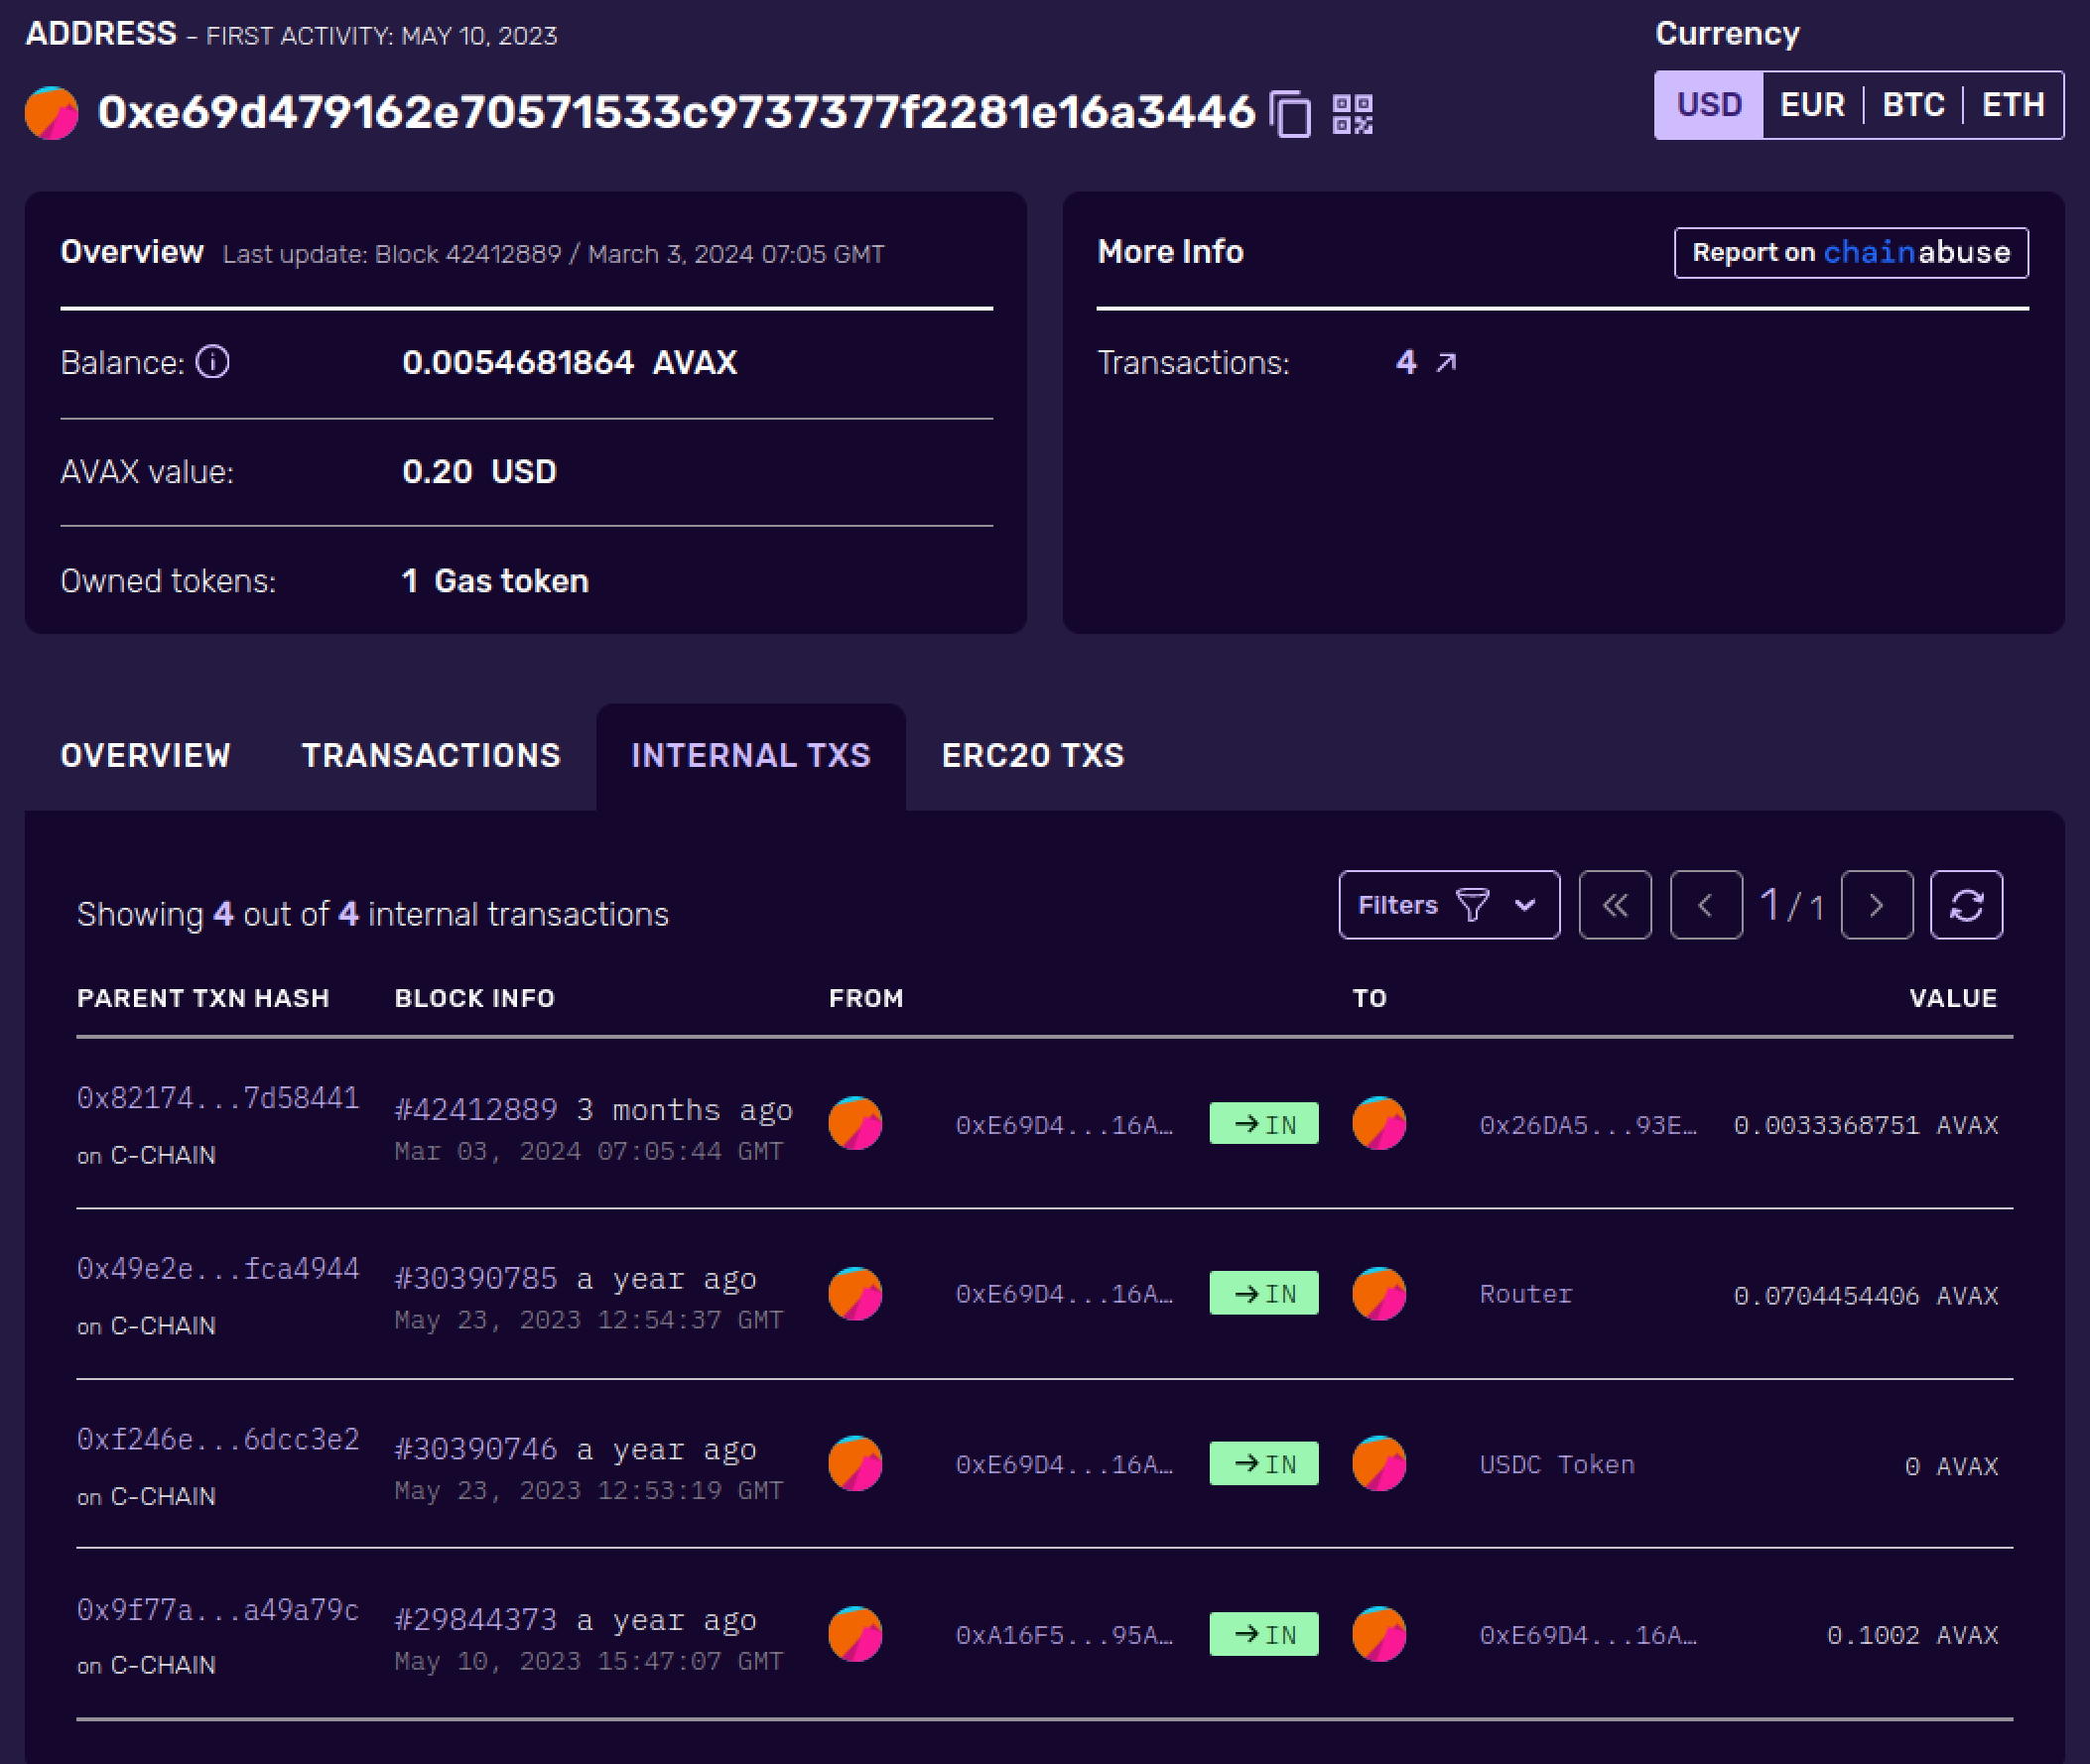 ADDRESS – FIRST ACTIVITY: MAY 10, 2023
Currency
0xe69d479162e70571533c9737377f2281e16a3446
USD EUR BTC ETH
Overview Last update: Block 42412889 / March 3, 2024 07:05 GMT
Balance: 0.0054681864 AVAX
AVAX value: 0.20 USD
Owned tokens: 1 Gas token
More Info Report on chainabuse
Transactions: 4
OVERVIEW TRANSACTIONS INTERNAL TXS ERC20 TXS
Showing 4 out of 4 internal transactions
Filters 1 / 1
PARENT TXN HASH BLOCK INFO FROM TO VALUE
0x82174...7d58441 #42412889 3 months ago 0xE69D4...16A… IN 0x26DA5...93E… 0.0033368751 AVAX
on C-CHAIN Mar 03, 2024 07:05:44 GMT
0x49e2e...fca4944 #30390785 a year ago 0xE69D4...16A… IN Router 0.0704454406 AVAX
on C-CHAIN May 23, 2023 12:54:37 GMT
0xf246e...6dcc3e2 #30390746 a year ago 0xE69D4...16A… IN USDC Token 0 AVAX
on C-CHAIN May 23, 2023 12:53:19 GMT
0x9f77a...a49a79c #29844373 a year ago 0xA16F5...95A… IN 0xE69D4...16A… 0.1002 AVAX
on C-CHAIN May 10, 2023 15:47:07 GMT